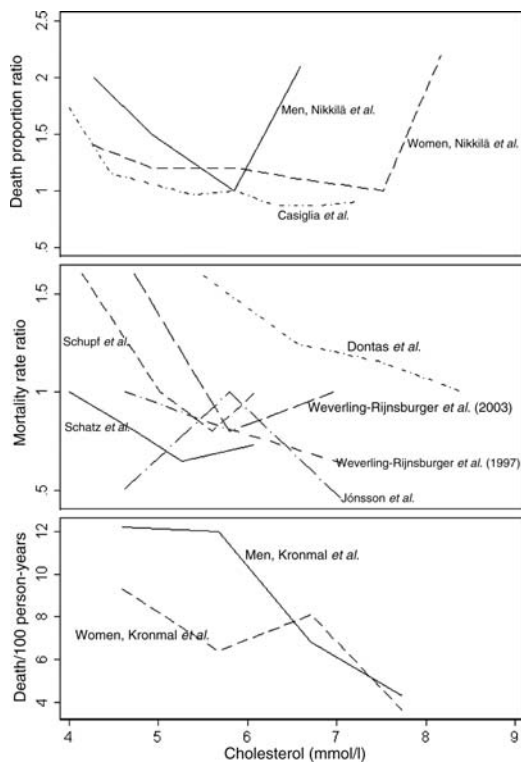 2.5
2
1.5
1
.5
Death proportion ratio
Men, Nikkilä et al.
Women, Nikkilä et al.
Casiglia et al.
1.5
1
.5
Mortality rate ratio
Schupf et al.
Dontas et al.
Weverling-Rijnsburger et al. (2003)
Schatz et al.
Weverling-Rijnsburger et al. (1997)
Jónsson et al.
12
10
8
6
4
Death/100 person-years
Men, Kronmal et al.
Women, Kronmal et al.
4 5 6 7 8 9
Cholesterol (mmol/l)